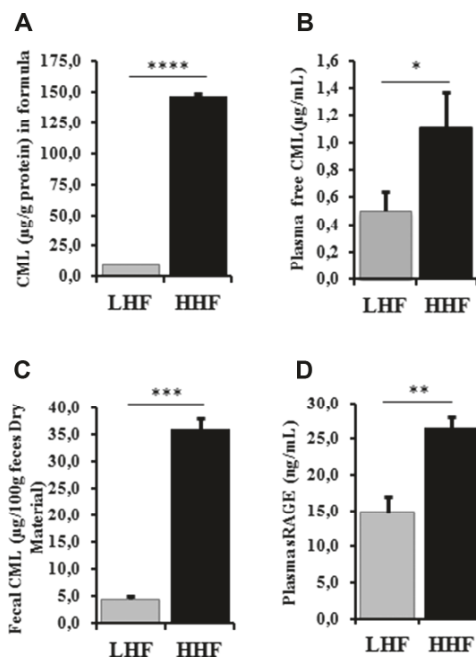 A
CML (µg/g protein) in formula
175,0
150,0
125,0
100,0
75,0
50,0
25,0
0,0
****
LHF HHF
B
Plasma free CML(µg/mL)
1,6
1,4
1,2
1,0
0,8
0,6
0,4
0,2
0,0
*
LHF HHF
C
Fecal CML (µg/100g feces Dry
Material)
40,0
35,0
30,0
25,0
20,0
15,0
10,0
5,0
0,0
***
LHF HHF
D
Plasma sRAGE (ng/mL)
30,0
25,0
20,0
15,0
10,0
5,0
0,0
**
LHF HHF